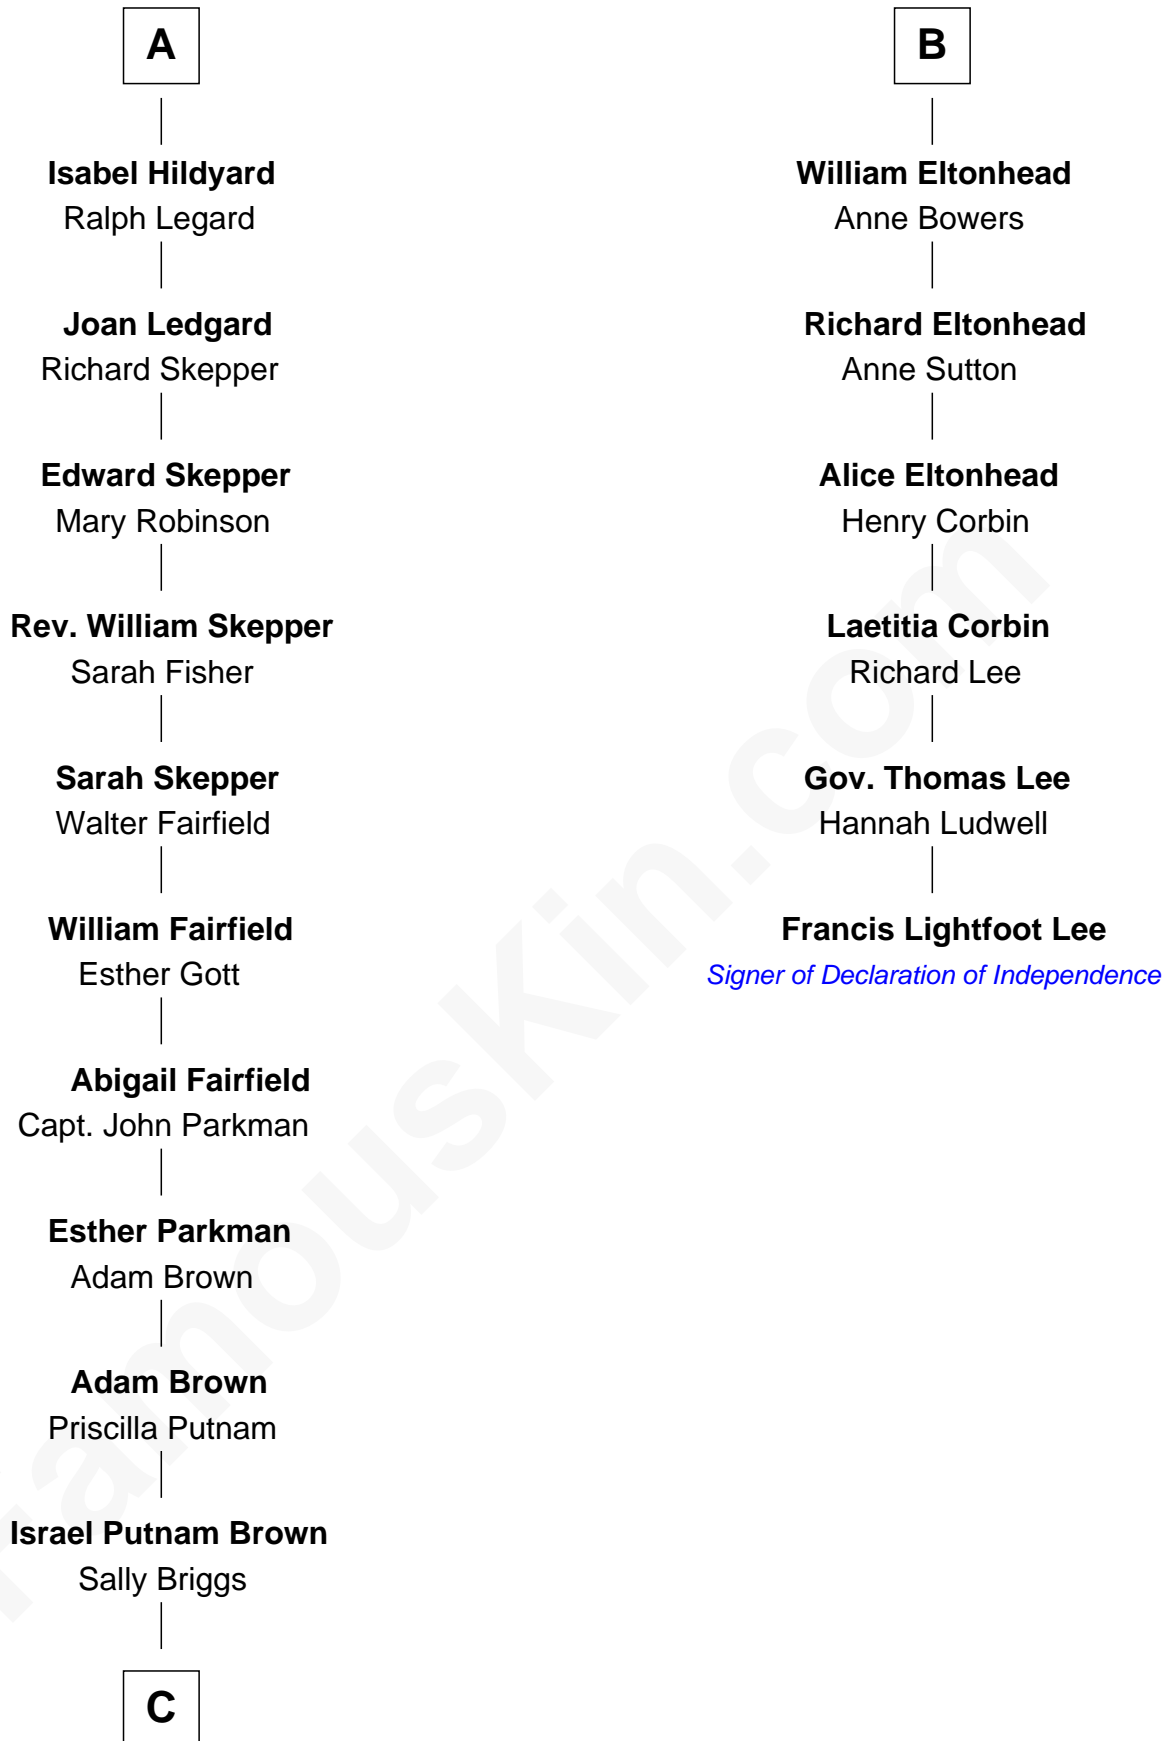 A
Isabel Hildyard
Ralph Legard
Joan Ledgard
Richard Skepper
Edward Skepper
Mary Robinson
Rev. William Skepper
Sarah Fisher
Sarah Skepper
Walter Fairfield
William Fairfield
Esther Gott
Abigail Fairfield
Capt. John Parkman
Esther Parkman
Adam Brown
Adam Brown
Priscilla Putnam
Israel Putnam Brown
Sally Briggs
C
B
William Eltonhead
Anne Bowers
Richard Eltonhead
Anne Sutton
Alice Eltonhead
Henry Corbin
Laetitia Corbin
Richard Lee
Gov. Thomas Lee
Hannah Ludwell
Francis Lightfoot Lee
Signer of Declaration of Independence
FamousKin.com